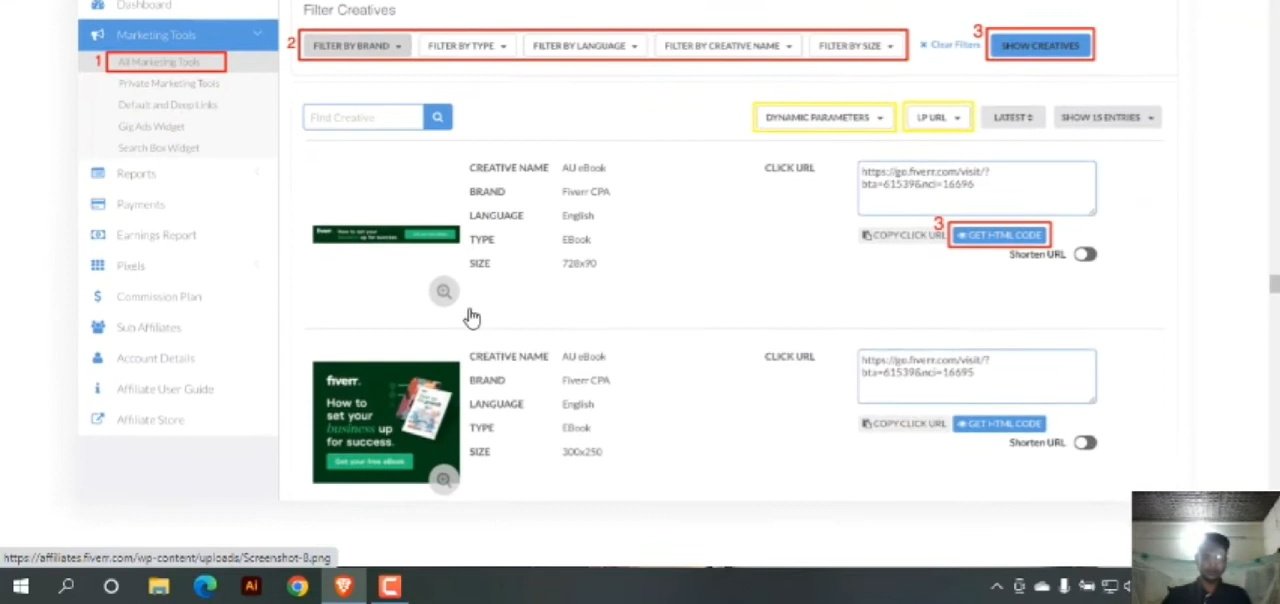 Dashboard
Filter Creatives
Marketing Tools
2
FILTER BY BRAND
FILTER BY TYPE
FILTER BY LANGUAGE
FILTER BY CREATIVE NAME
FILTER BY SIZE
× Clear Filters
3
SHOW CREATIVES
1
All Marketing Tools
Private Marketing Tools
Default and Deep Links
Gig Ads Widget
Search Box Widget
Reports
Payments
Earnings Report
Pixels
Commission Plan
Sub Affiliates
Account Details
Affiliate User Guide
Affiliate Store
Find Creative
DYNAMIC PARAMETERS
LP URL
LATEST
SHOW 15 ENTRIES
CREATIVE NAME AU eBook
BRAND Fiverr CPA
LANGUAGE English
TYPE EBook
SIZE 728x90
CLICK URL
https://go.fiverr.com/visit/?
bta=61539&nci=16696
3
COPY CLICK URL
GET HTML CODE
Shorten URL
fiverr.
How to
set your
business up
for success.
Get your free eBook
CREATIVE NAME AU eBook
BRAND Fiverr CPA
LANGUAGE English
TYPE EBook
SIZE 300x250
CLICK URL
https://go.fiverr.com/visit/?
bta=61539&nci=16695
COPY CLICK URL
GET HTML CODE
Shorten URL
https://affiliates.fiverr.com/wp-content/uploads/Screenshot-8.png
Ai